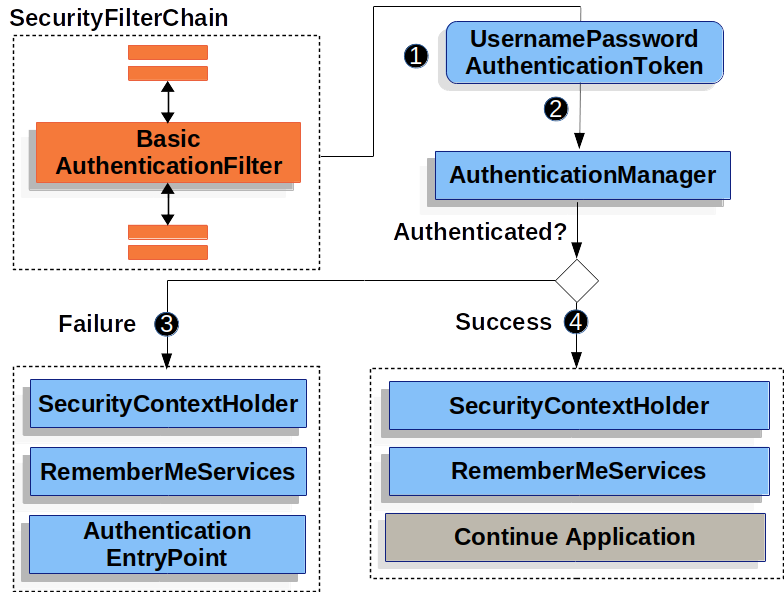 SecurityFilterChain
Basic
AuthenticationFilter
1
UsernamePassword
AuthenticationToken
2
AuthenticationManager
Authenticated?
Failure
3
Success
4
SecurityContextHolder
RememberMeServices
Authentication
EntryPoint
SecurityContextHolder
RememberMeServices
Continue Application